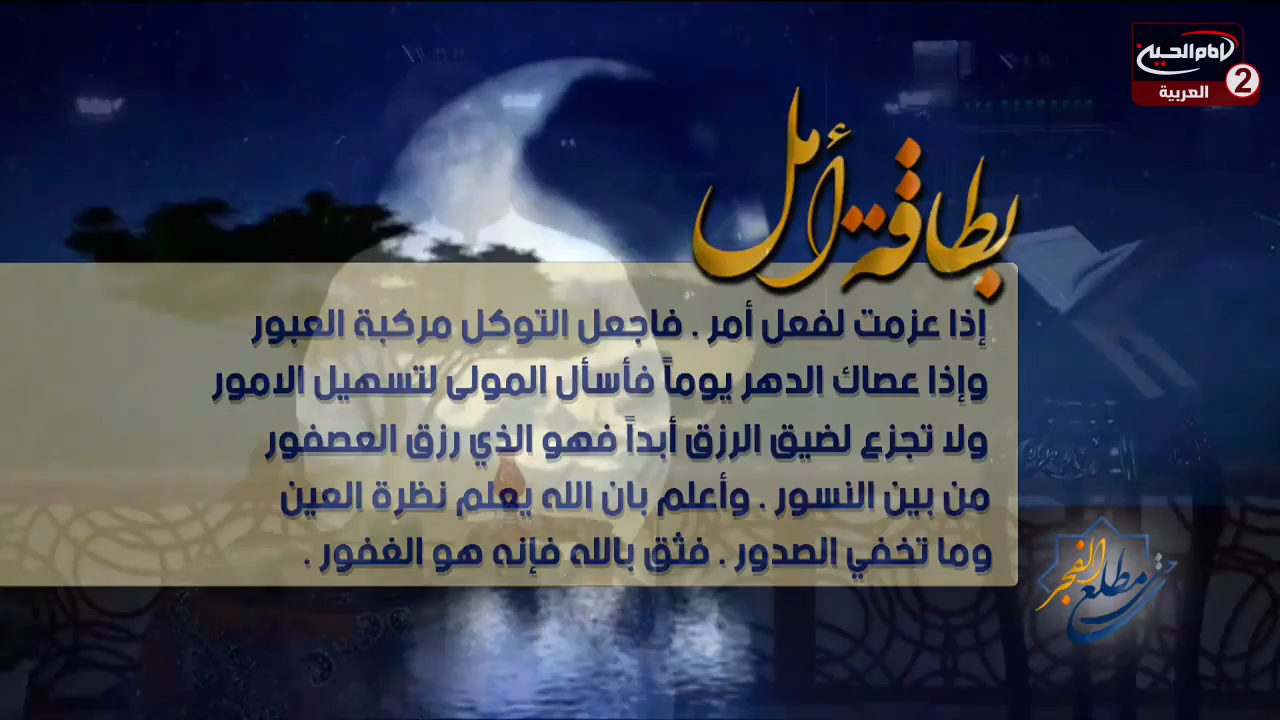 الإمام الحسين
2
العربية
بطاقة أمل
إذا عزمت لفعل أمر . فاجعل التوكل مركبة العبور
وإذا عصاك الدهر يوماً فأسأل المولى لتسهيل الامور
ولا تجزع لضيق الرزق أبداً فهو الذي رزق العصفور
من بين النسور . وأعلم بان الله يعلم نظرة العين
وما تخفي الصدور . فثق بالله فإنه هو الغفور .
حتى مطلع الفجر